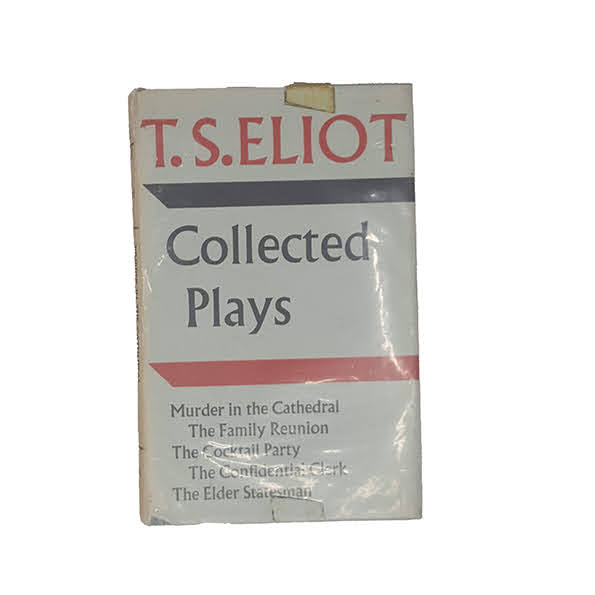 T. S. ELIOT
Collected
Plays
Murder in the Cathedral
The Family Reunion
The Cocktail Party
The Confidential Clerk
The Elder Statesman